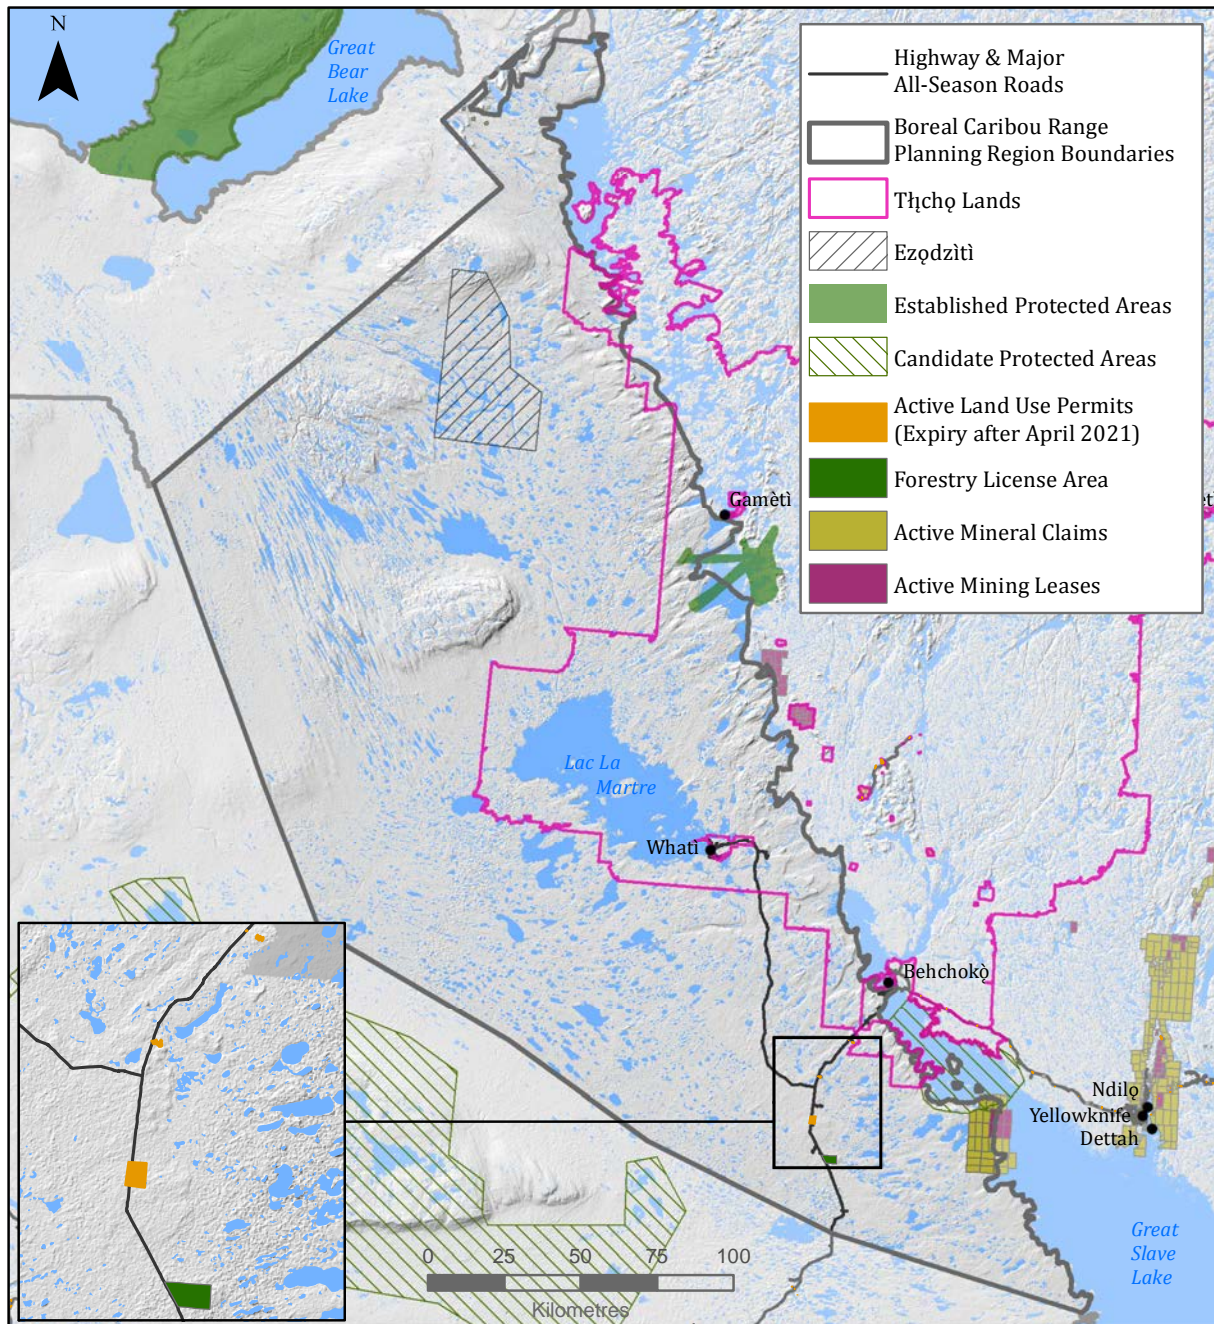 N
Great
Bear
Lake
Highway & Major
All-Season Roads
Boreal Caribou Range
Planning Region Boundaries
Tłı̨chǫ Lands
Ezǫdzìtì
Established Protected Areas
Candidate Protected Areas
Active Land Use Permits
(Expiry after April 2021)
Forestry License Area
Active Mineral Claims
Active Mining Leases
Gamètì
Lac La
Martre
Whatì
Behchokǫ̀
Ndilǫ
Yellowknife
Dettah
Great
Slave
Lake
0 25 50 75 100
Kilometres